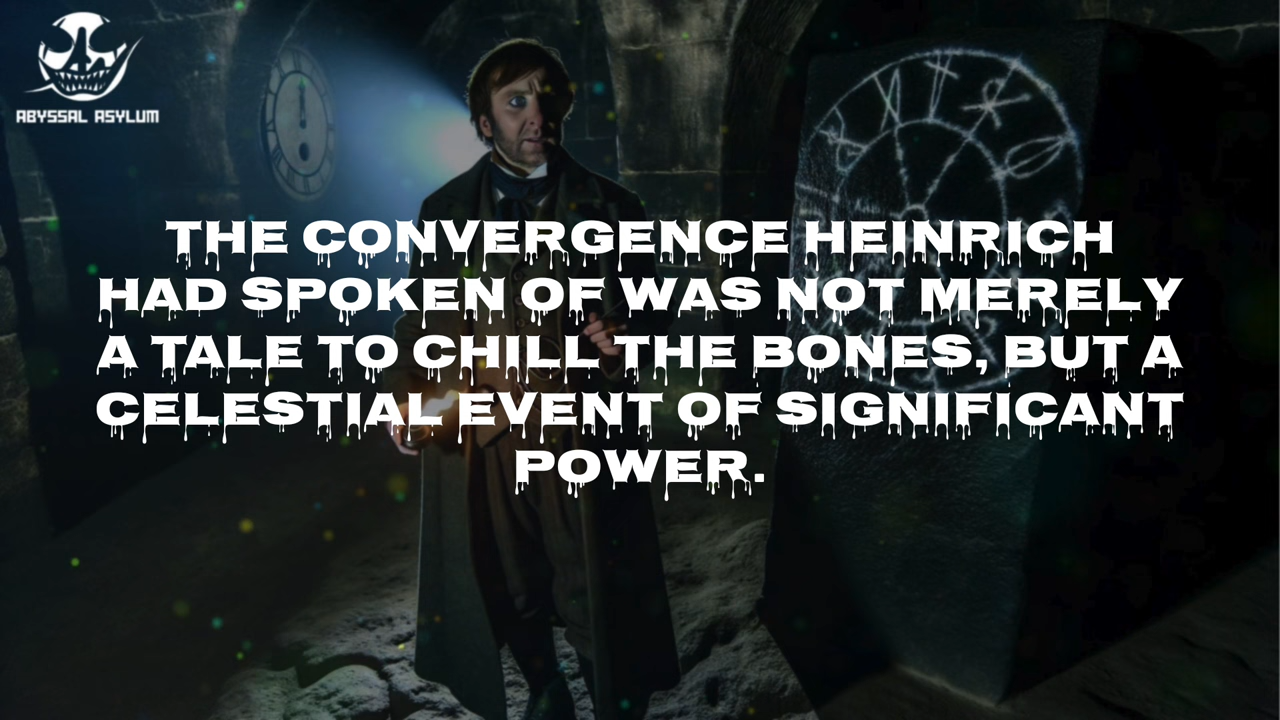 ABYSSAL ASYLUM
THE CONVERGENCE HEINRICH
HAD SPOKEN OF WAS NOT MERELY
A TALE TO CHILL THE BONES, BUT A
CELESTIAL EVENT OF SIGNIFICANT
POWER.